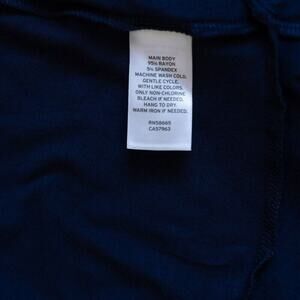 MAIN BODY
95% RAYON
5% SPANDEX
MACHINE WASH COLD,
GENTLE CYCLE,
WITH LIKE COLORS.
ONLY NON-CHLORINE
BLEACH IF NEEDED.
HANG TO DRY.
WARM IRON IF NEEDED.
RN58665
CA57963